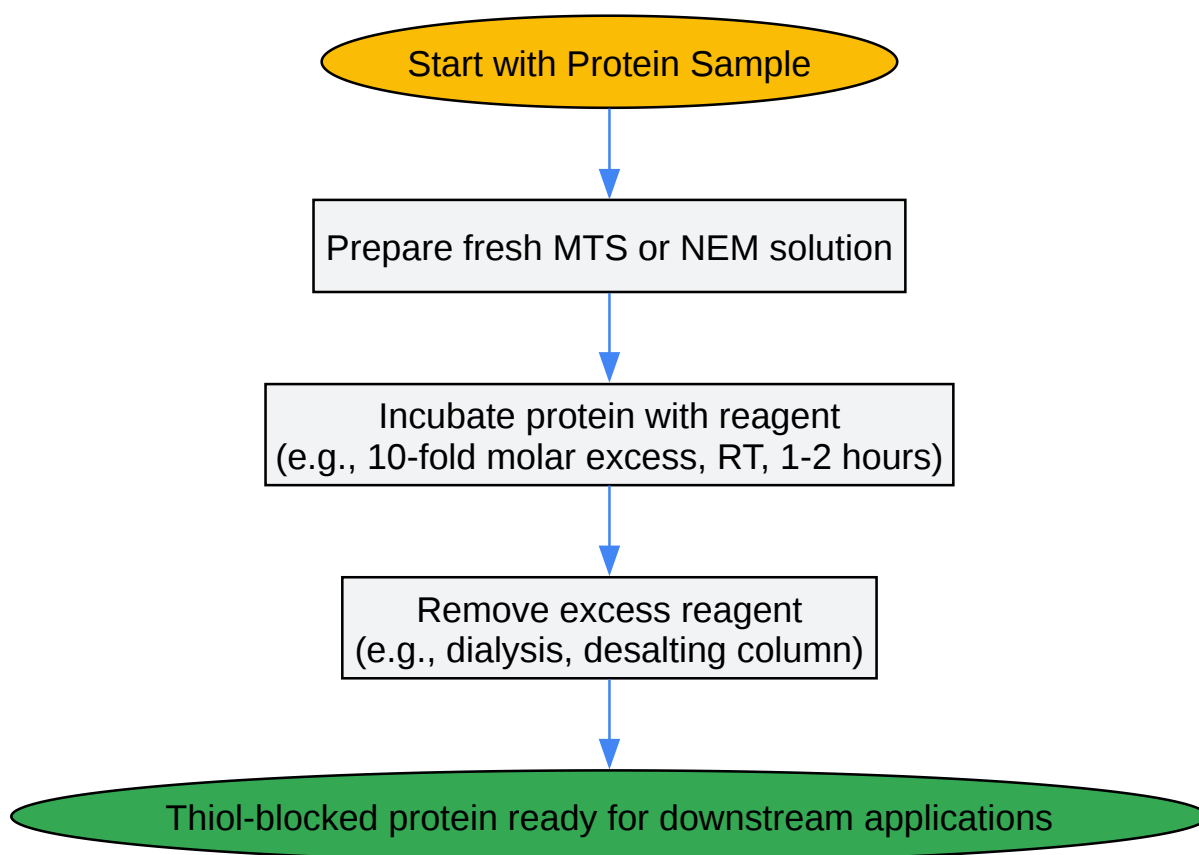 Start with Protein Sample
Prepare fresh MTS or NEM solution
Incubate protein with reagent
(e.g., 10-fold molar excess, RT, 1-2 hours)
Remove excess reagent
(e.g., dialysis, desalting column)
Thiol-blocked protein ready for downstream applications